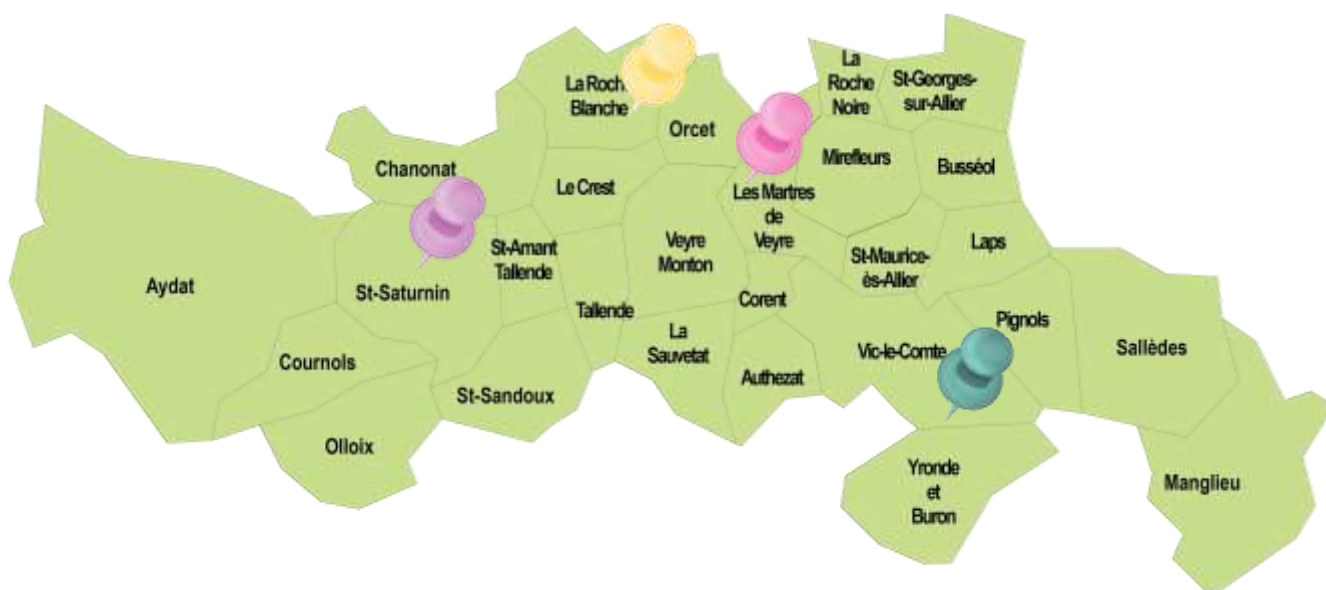 La Roch
Blanche
La
Roche
Noire
St-Georges-
sur-Allier
Orcet
Chanonat
Mirefleurs
Busséol
Le Crest
Les Martres
de
Veyre
St-Amant
Tallende
Veyre
Monton
St-Maurice-
ès-Allier
Laps
Aydat
St-Saturnin
Tallende
Corent
Pignols
La
Sauvetat
Vic-le-Comte
Sallèdes
Cournols
Authezat
St-Sandoux
Olloix
Yronde
et
Buron
Manglieu